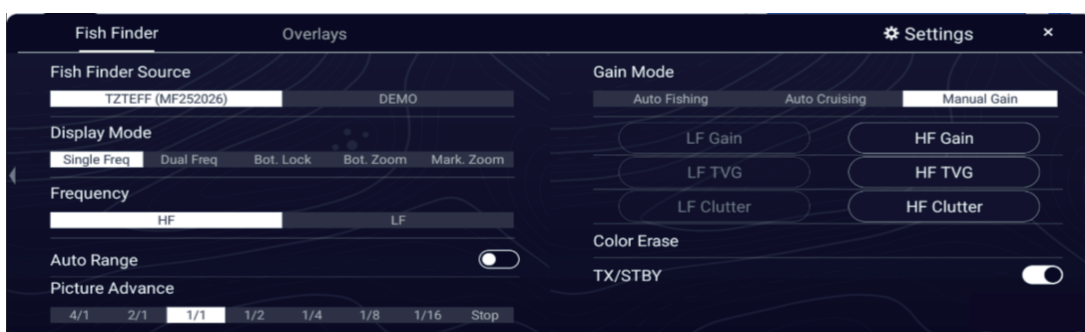 Fish Finder Overlays Settings ×
Fish Finder Source
TZTEFF (MF252026) DEMO
Display Mode
Single Freq Dual Freq Bot. Lock Bot. Zoom Mark. Zoom
Frequency
HF LF
Auto Range
Picture Advance
4/1 2/1 1/1 1/2 1/4 1/8 1/16 Stop
Gain Mode
Auto Fishing Auto Cruising Manual Gain
LF Gain HF Gain
LF TVG HF TVG
LF Clutter HF Clutter
Color Erase
TX/STBY